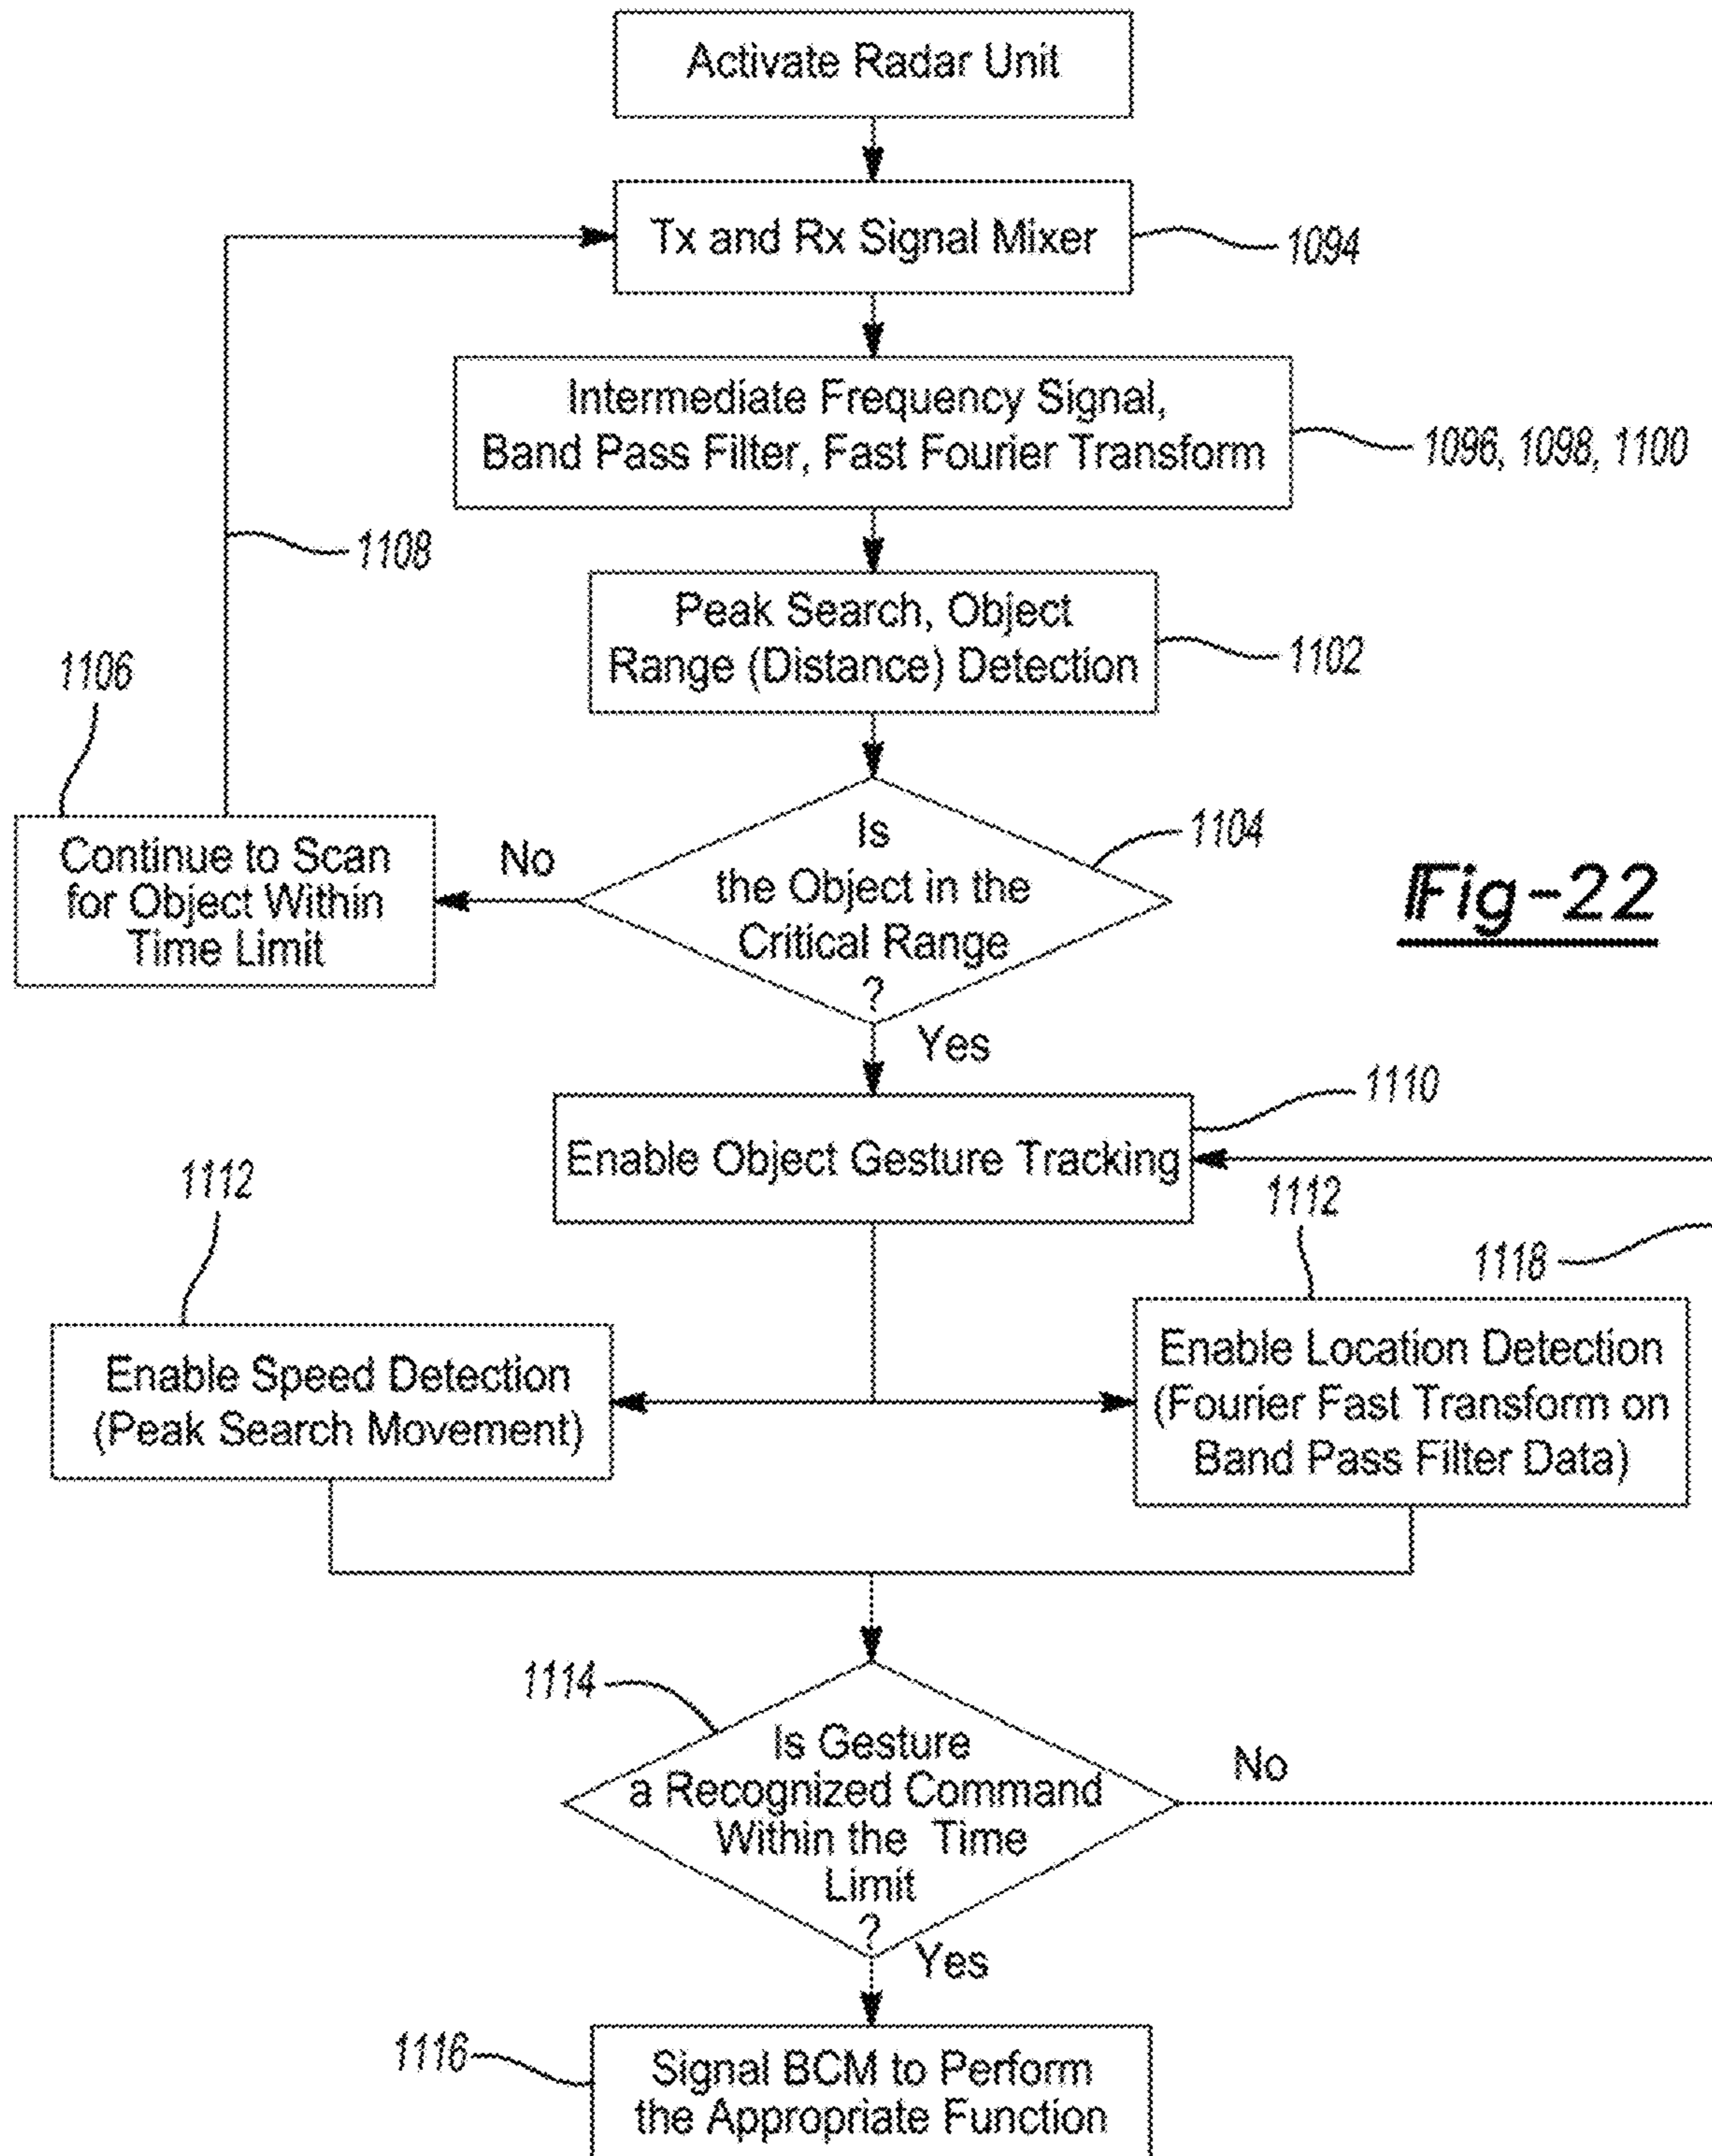 Activate Radar Unit
Tx and Rx Signal Mixer
1094
Intermediate Frequency Signal,
Band Pass Filter, Fast Fourier Transform
1096, 1098, 1100
1108
Peak Search, Object
Range (Distance) Detection
1102
1106
Continue to Scan
for Object Within
Time Limit
No
Is
the Object in the
Critical Range
?
1104
Yes
Fig-22
Enable Object Gesture Tracking
1110
1112
Enable Speed Detection
(Peak Search Movement)
1112
1118
Enable Location Detection
(Fourier Fast Transform on
Band Pass Filter Data)
1114
Is Gesture
a Recognized Command
Within the Time
Limit
?
No
Yes
1116
Signal BCM to Perform
the Appropriate Function